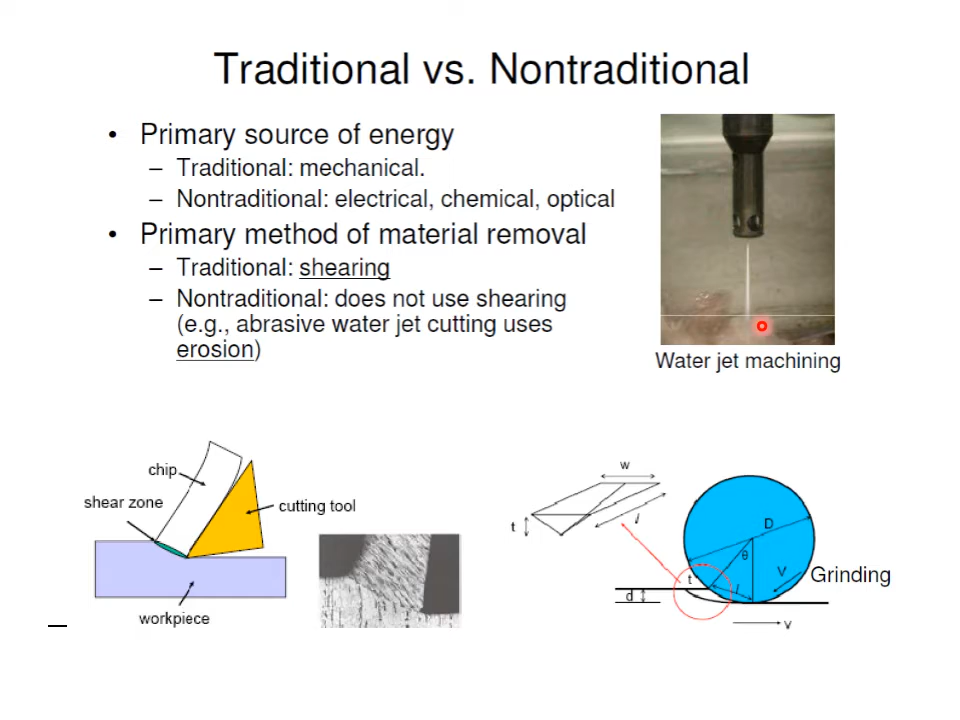 Traditional vs. Nontraditional
• Primary source of energy
– Traditional: mechanical.
– Nontraditional: electrical, chemical, optical
• Primary method of material removal
– Traditional: shearing
– Nontraditional: does not use shearing
(e.g., abrasive water jet cutting uses
erosion)
Water jet machining
chip
shear zone
cutting tool
workpiece
w
t
l
D
θ
V
Grinding
t
l
d
v